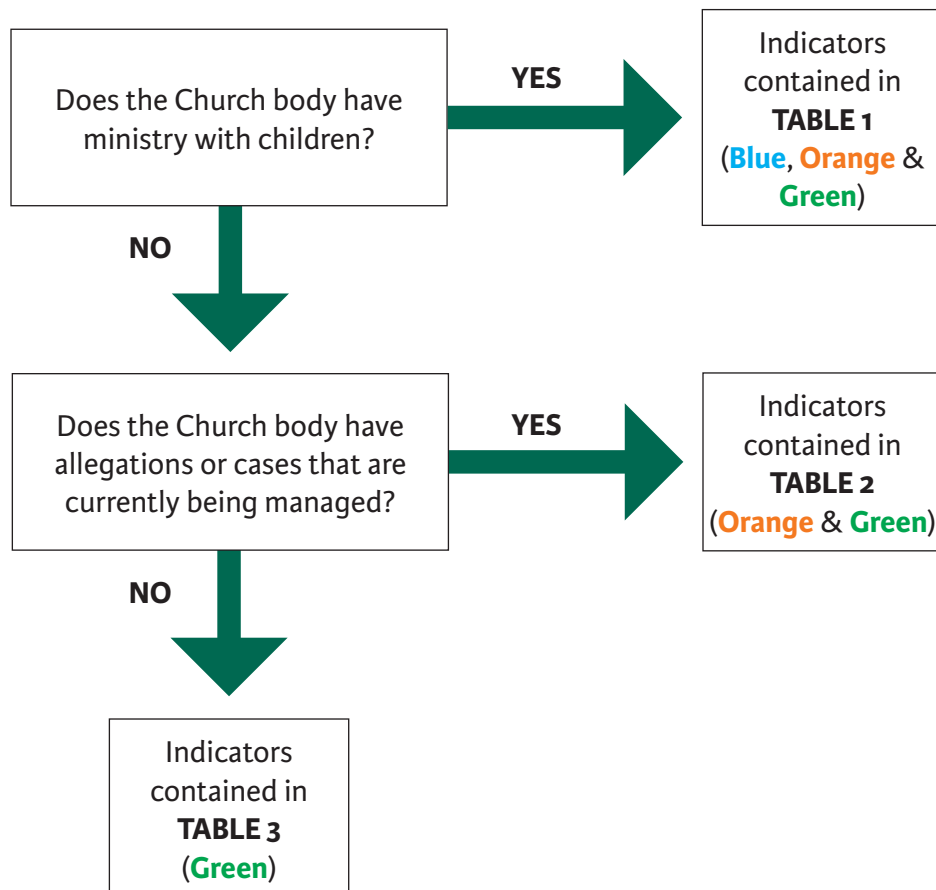 Does the Church body have
ministry with children?
YES
Indicators
contained in
TABLE 1
(Blue, Orange &
Green)
NO
Does the Church body have
allegations or cases that are
currently being managed?
YES
Indicators
contained in
TABLE 2
(Orange & Green)
NO
Indicators
contained in
TABLE 3
(Green)